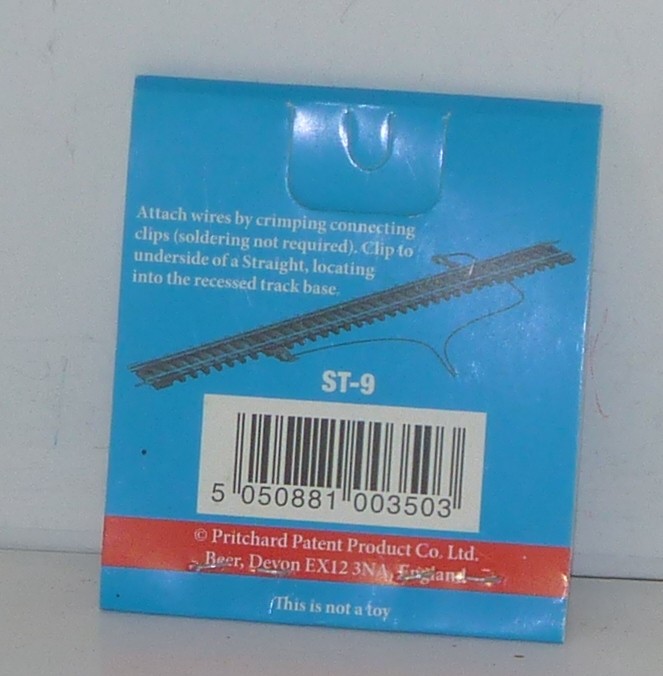 Attach wires by crimping connecting
clips (soldering not required). Clip to
underside of a Straight, locating
into the recessed track base.
ST-9
5 050881 003503
© Pritchard Patent Product Co. Ltd.
Beer, Devon EX12 3NA, England
This is not a toy